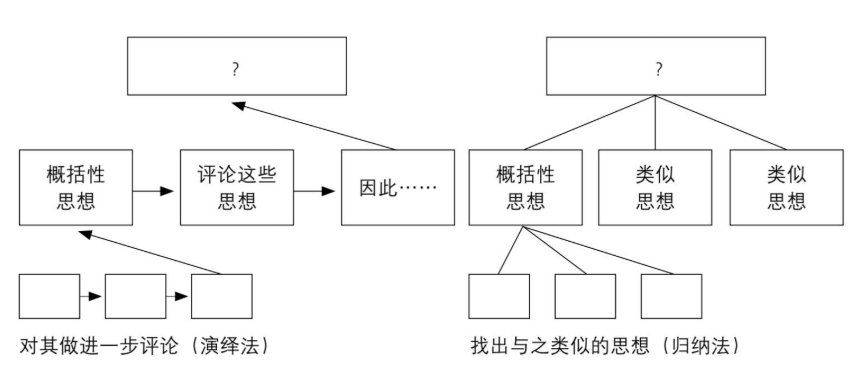 ?
?
概括性
思想
评论这些
思想
因此……
概括性
思想
类似
思想
类似
思想
对其做进一步评论（演绎法）
找出与之类似的思想（归纳法）